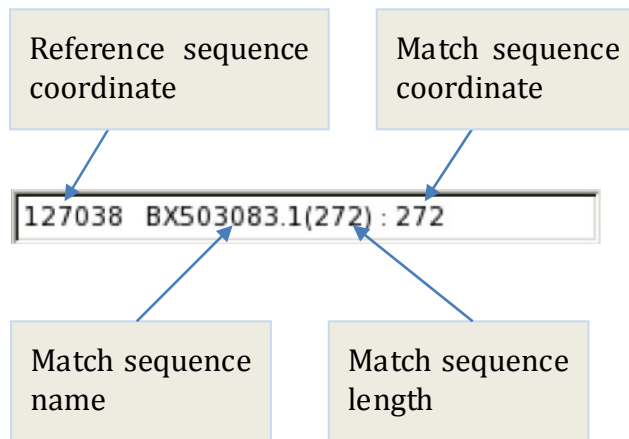 Reference sequence
coordinate
Match sequence
coordinate
127038 BX503083.1(272) : 272
Match sequence
name
Match sequence
length